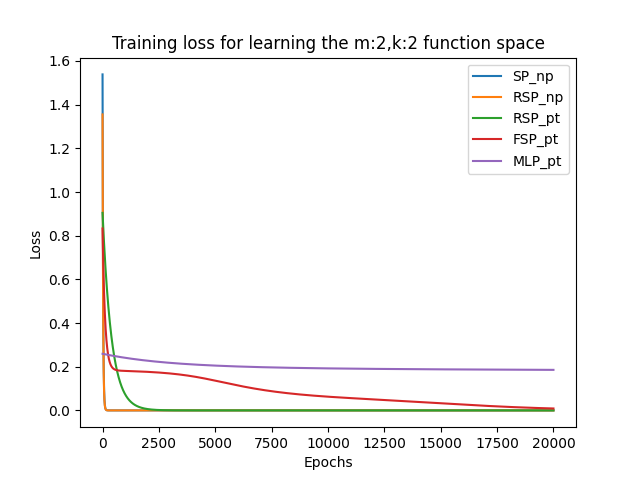 Training loss for learning the m:2,k:2 function space
1.6
1.4
1.2
1.0
0.8
0.6
0.4
0.2
0.0
Loss
SP_np
RSP_np
RSP_pt
FSP_pt
MLP_pt
0 2500 5000 7500 10000 12500 15000 17500 20000
Epochs